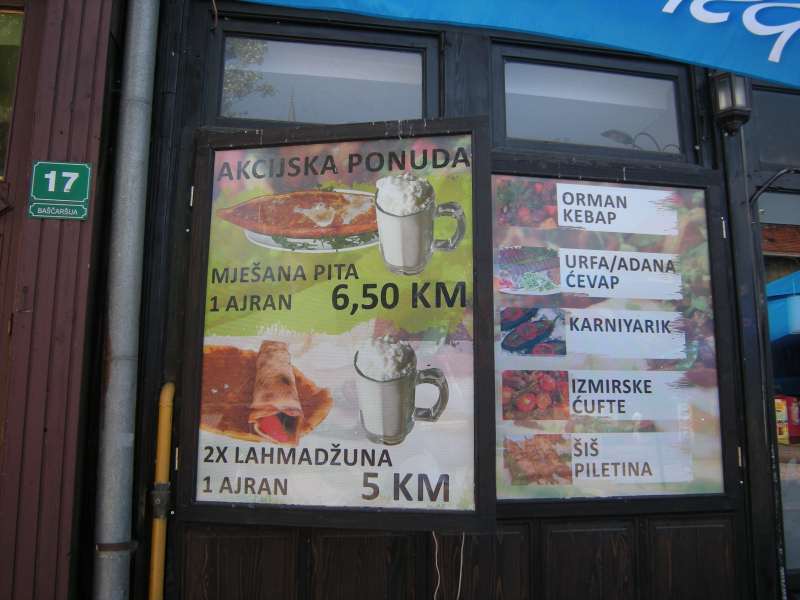 17
BAŠČARŠIJA
AKCIJSKA PONUDA
MJEŠANA PITA
1 AJRAN 6,50 KM
2X LAHMADŽUNA
1 AJRAN 5 KM
ORMAN
KEBAP
URFA/ADANA
ĆEVAP
KARNIYARIK
IZMIRSKE
ĆUFTE
ŠIŠ
PILETINA